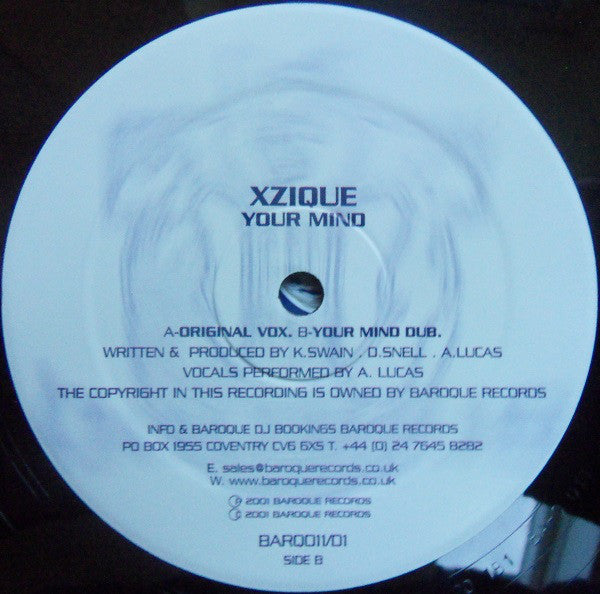 XZIQUE
YOUR MIND
A-ORIGINAL VOX. B-YOUR MIND DUB.
WRITTEN & PRODUCED BY K.SWAIN . D.SNELL . A.LUCAS
VOCALS PERFORMED BY A. LUCAS
THE COPYRIGHT IN THIS RECORDING IS OWNED BY BAROQUE RECORDS
INFO & BAROQUE DJ BOOKINGS BAROQUE RECORDS
PO BOX 1955 COVENTRY CV6 6XS T. +44 (0) 24 7645 8282
E. sales@baroquerecords.co.uk
W. www.baroquerecords.co.uk
℗ 2001 BAROQUE RECORDS
© 2001 BAROQUE RECORDS
BARQ011/01
SIDE B